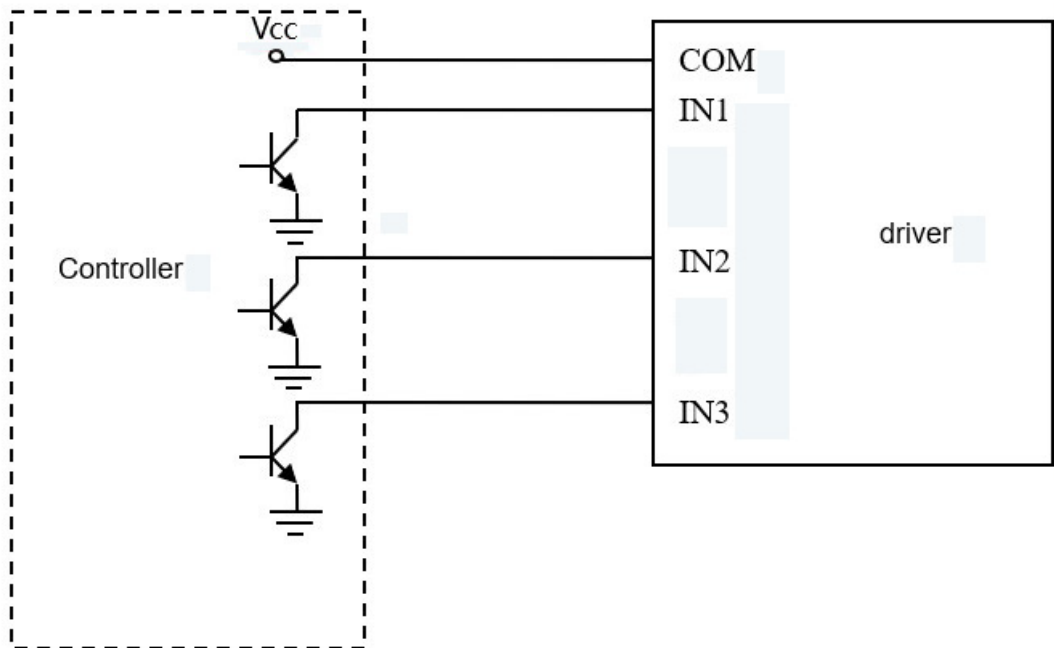 Vcc
COM
IN1
driver
IN2
Controller
IN3